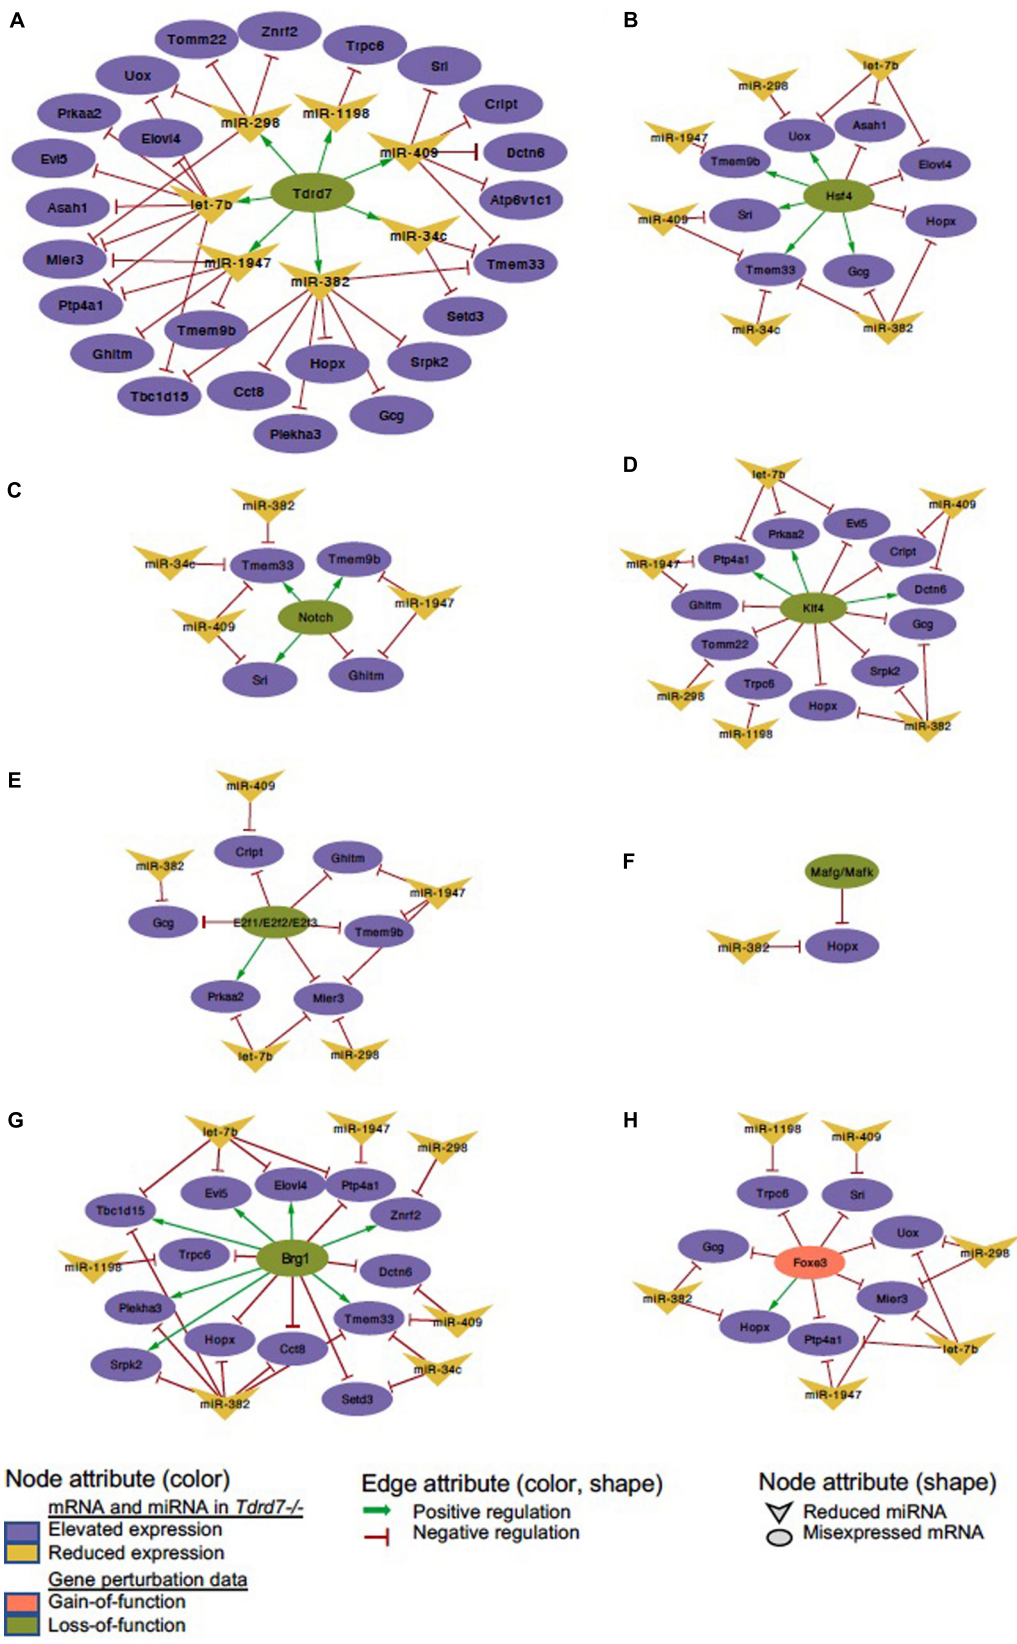 A
Tomm22
Znrf2
Trpc6
Sri
Uox
Cript
Prkaa2
miR-298
miR-1198
Elovl4
miR-409
Dctn6
Evi5
Tdrd7
Atp6v1c1
Asah1
let-7b
miR-34c
Mier3
miR-1947
Tmem33
miR-382
Ptp4a1
Setd3
Tmem9b
Ghitm
Hopx
Srpk2
Tbc1d15
Cct8
Gcg
Plekha3
B
let-7b
miR-298
Asah1
miR-1947
Uox
Tmem9b
Elovl4
Hsf4
miR-409
Sri
Hopx
Tmem33
Gcg
miR-34c
miR-382
C
miR-382
miR-34c
Tmem33
Tmem9b
miR-1947
Notch
miR-409
Sri
Ghitm
D
let-7b
miR-409
Evi5
Prkaa2
Cript
miR-1947
Ptp4a1
Dctn6
Ghitm
Klf4
Gcg
Tomm22
Srpk2
Trpc6
miR-298
Hopx
miR-1198
miR-382
E
miR-409
Cript
Ghitm
miR-382
miR-1947
Gcg
E2f1/E2f2/E2f3
Tmem9b
Prkaa2
Mier3
let-7b
miR-298
F
Mafg/Mafk
miR-382
Hopx
G
let-7b
miR-1947
miR-298
Evi5
Elovl4
Ptp4a1
Tbc1d15
Znrf2
Trpc6
Brg1
miR-1198
Dctn6
Plekha3
Tmem33
miR-409
Hopx
Cct8
Srpk2
miR-34c
Setd3
miR-382
H
miR-1198
miR-409
Trpc6
Sri
Uox
Gcg
miR-298
Foxe3
miR-382
Mier3
Hopx
Ptp4a1
let-7b
miR-1947
Node attribute (color)
mRNA and miRNA in Tdrd7-/-
Elevated expression
Reduced expression
Gene perturbation data
Gain-of-function
Loss-of-function
Edge attribute (color, shape)
Positive regulation
Negative regulation
Node attribute (shape)
Reduced miRNA
Misexpressed mRNA